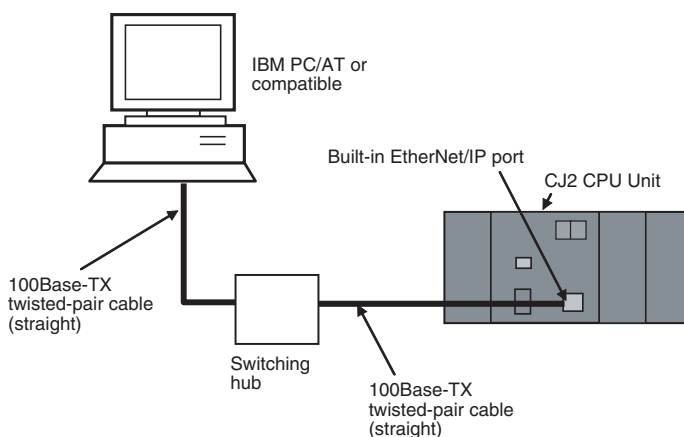 IBM PC/AT or
compatible
Built-in EtherNet/IP port
CJ2 CPU Unit
100Base-TX
twisted-pair cable
(straight)
Switching
hub
100Base-TX
twisted-pair cable
(straight)